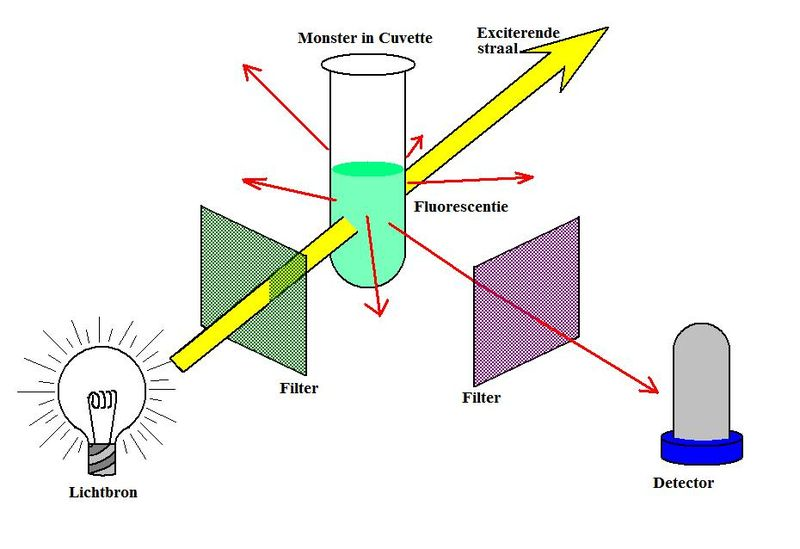 Monster in Cuvette
Exciterende
straal
Fluorescentie
Filter
Filter
Lichtbron
Detector